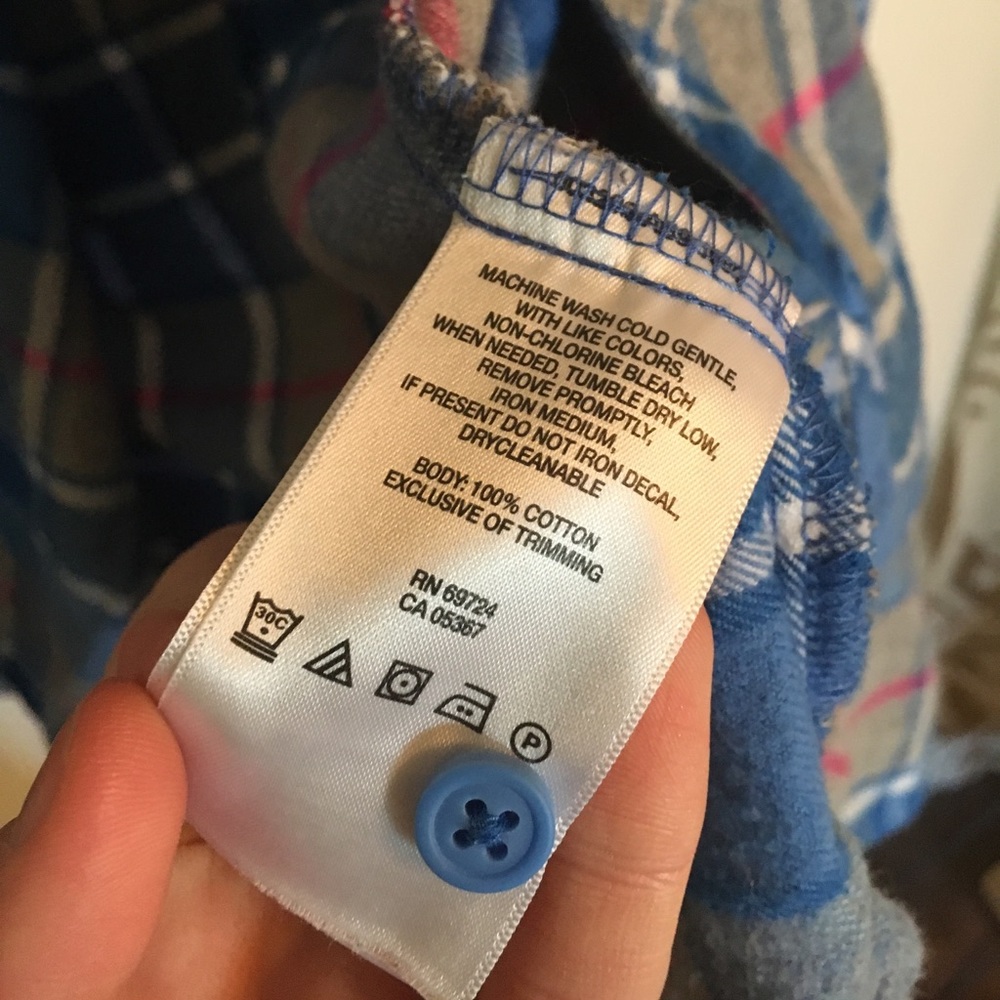 MACHINE WASH COLD GENTLE,
WITH LIKE COLORS,
NON-CHLORINE BLEACH
WHEN NEEDED, TUMBLE DRY LOW,
REMOVE PROMPTLY,
IRON MEDIUM,
IF PRESENT DO NOT IRON DECAL,
DRYCLEANABLE
BODY: 100% COTTON
EXCLUSIVE OF TRIMMING
RN 69724
CA 05367
30C
P